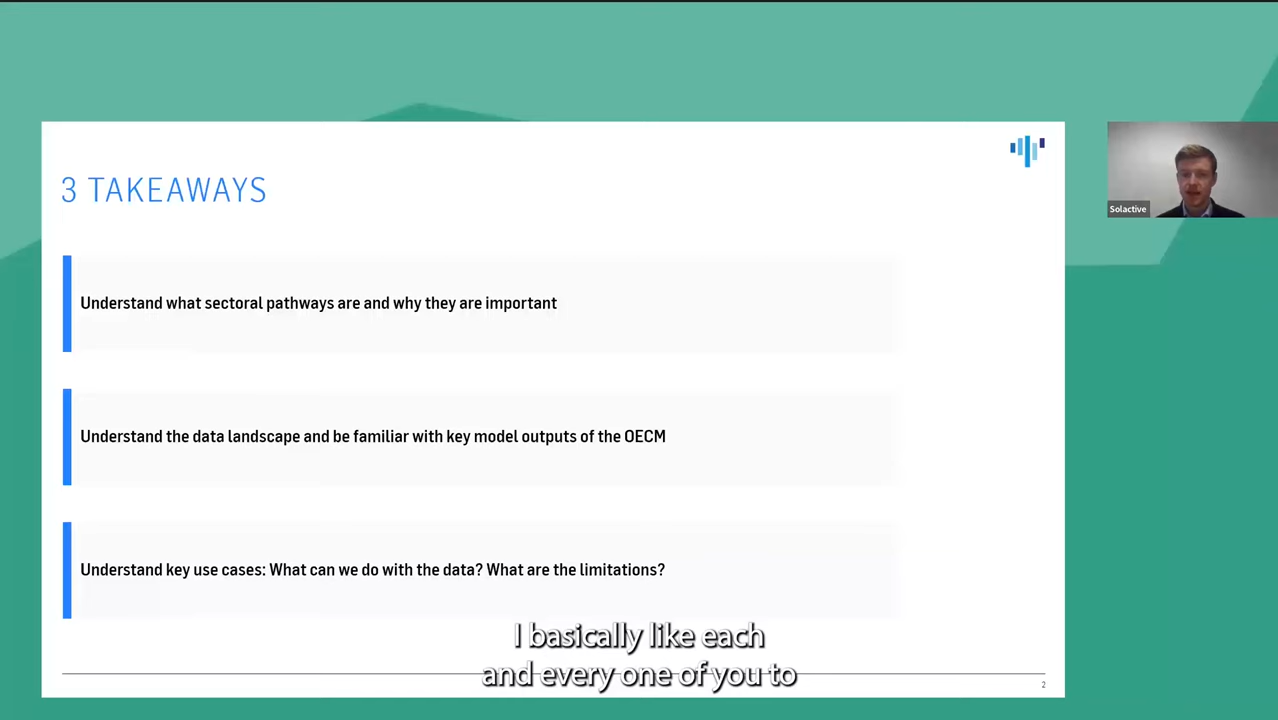 3 TAKEAWAYS
Solactive
Understand what sectoral pathways are and why they are important
Understand the data landscape and be familiar with key model outputs of the OECM
Understand key use cases: What can we do with the data? What are the limitations?
I basically like each
and every one of you to
2